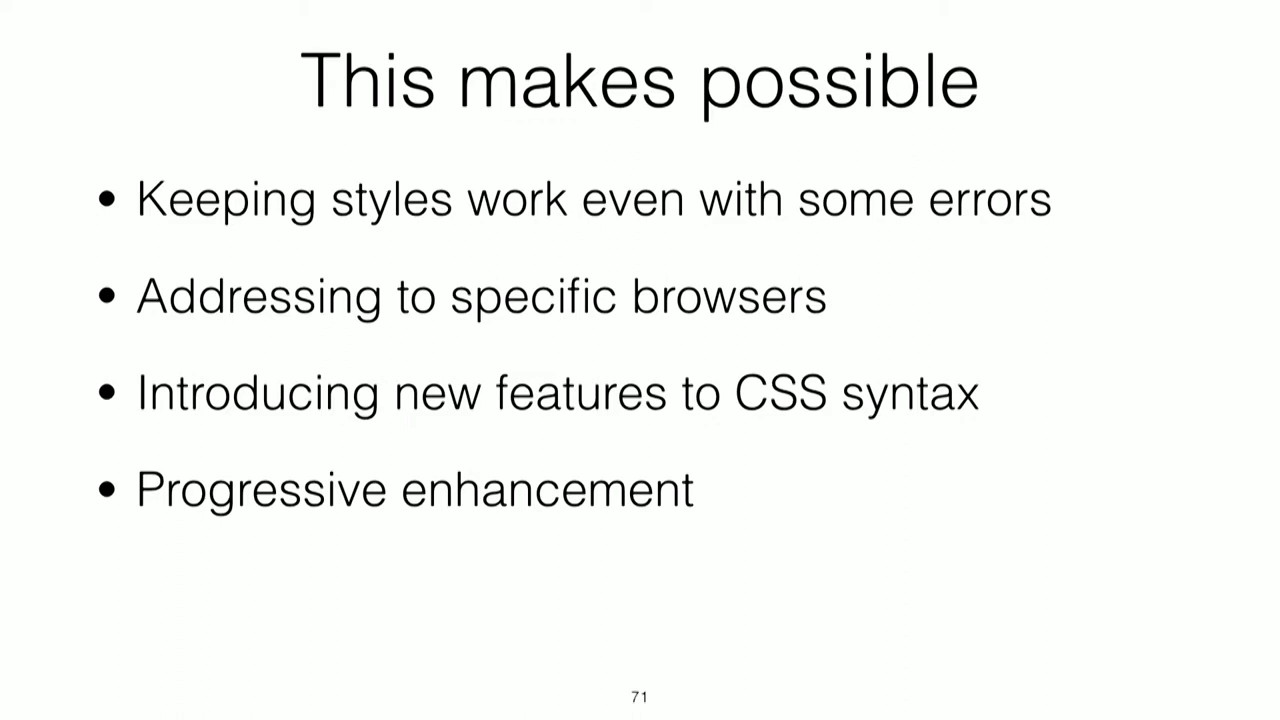 This makes possible
• Keeping styles work even with some errors
• Addressing to specific browsers
• Introducing new features to CSS syntax
• Progressive enhancement
71